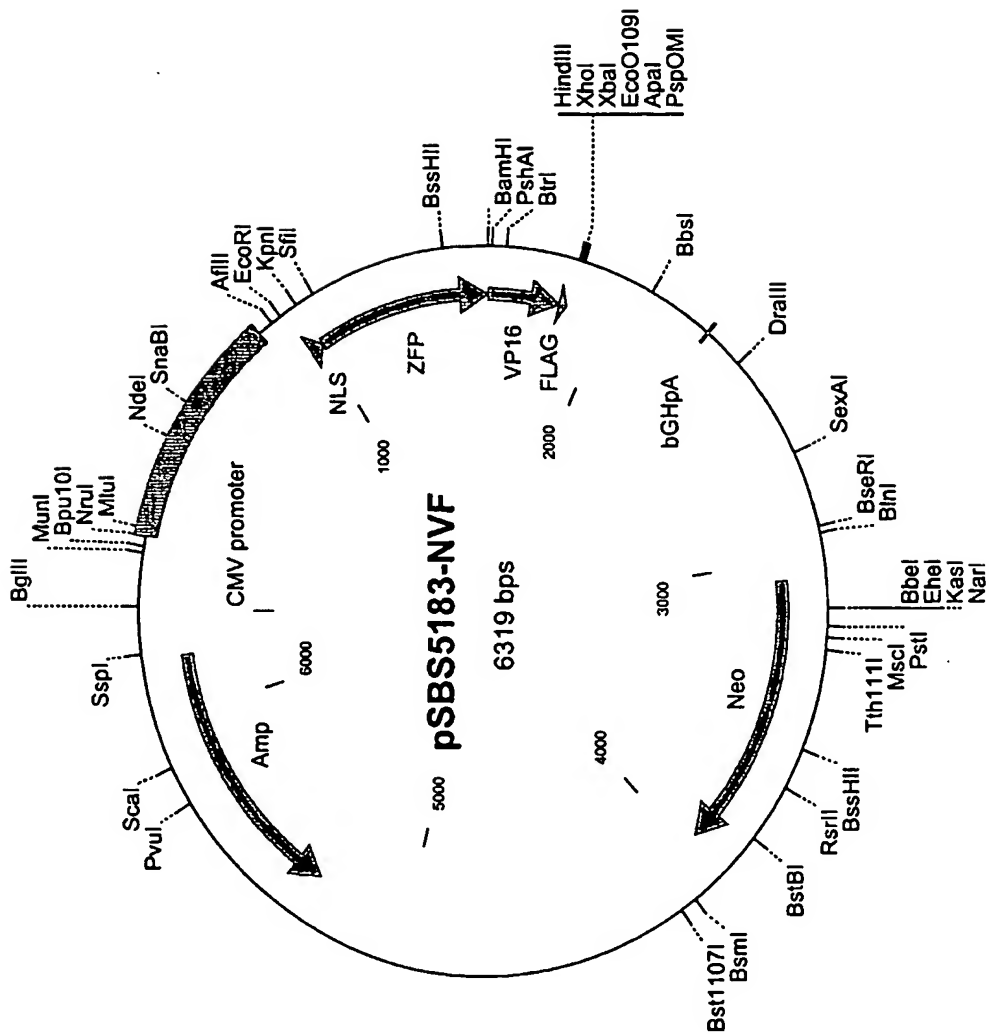 pSBS5183-NVF
6319 bps
BglII
MunI
Bpu10I
NruI
MluI
NdeI
SnaBI
AflII
EcoRI
KpnI
SfiI
BssHII
BamHI
PshAI
BtrI
HindIII
XhoI
XbaI
EcoO109I
ApaI
PspOMI
BbsI
DraIII
SexAI
BseRI
BlnI
BbeI
EheI
KasI
NarI
PstI
MscI
Tth111I
BssHII
RsrII
BstBI
BsmI
Bst1107I
PvuI
ScaI
SspI
CMV promoter
NLS
ZFP
VP16
FLAG
bGHpA
Neo
Amp
1000
2000
3000
4000
5000
6000